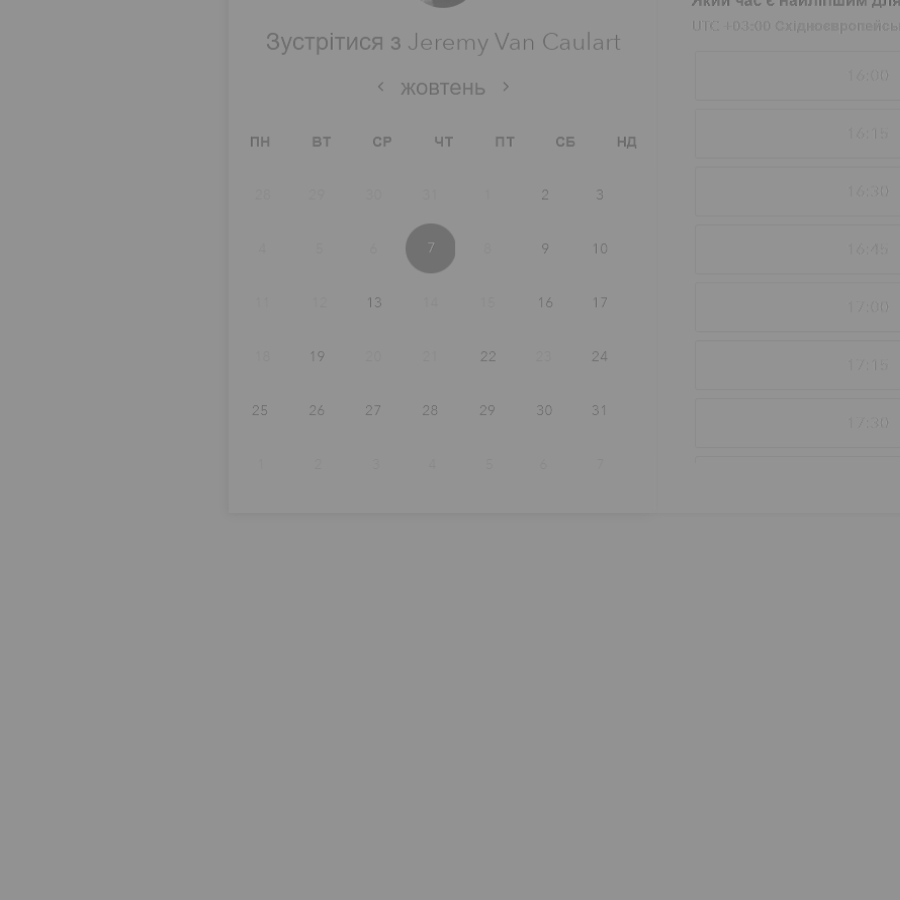 Зустрітися з Jeremy Van Caulart
жовтень
ПН ВТ СР ЧТ ПТ СБ НД
28 29 30 31 1 2 3
4 5 6 7 8 9 10
11 12 13 14 15 16 17
18 19 20 21 22 23 24
25 26 27 28 29 30 31
1 2 3 4 5 6 7
Який час є найліпшим для
UTC +03:00
16:00
16:15
16:30
16:45
17:00
17:15
17:30